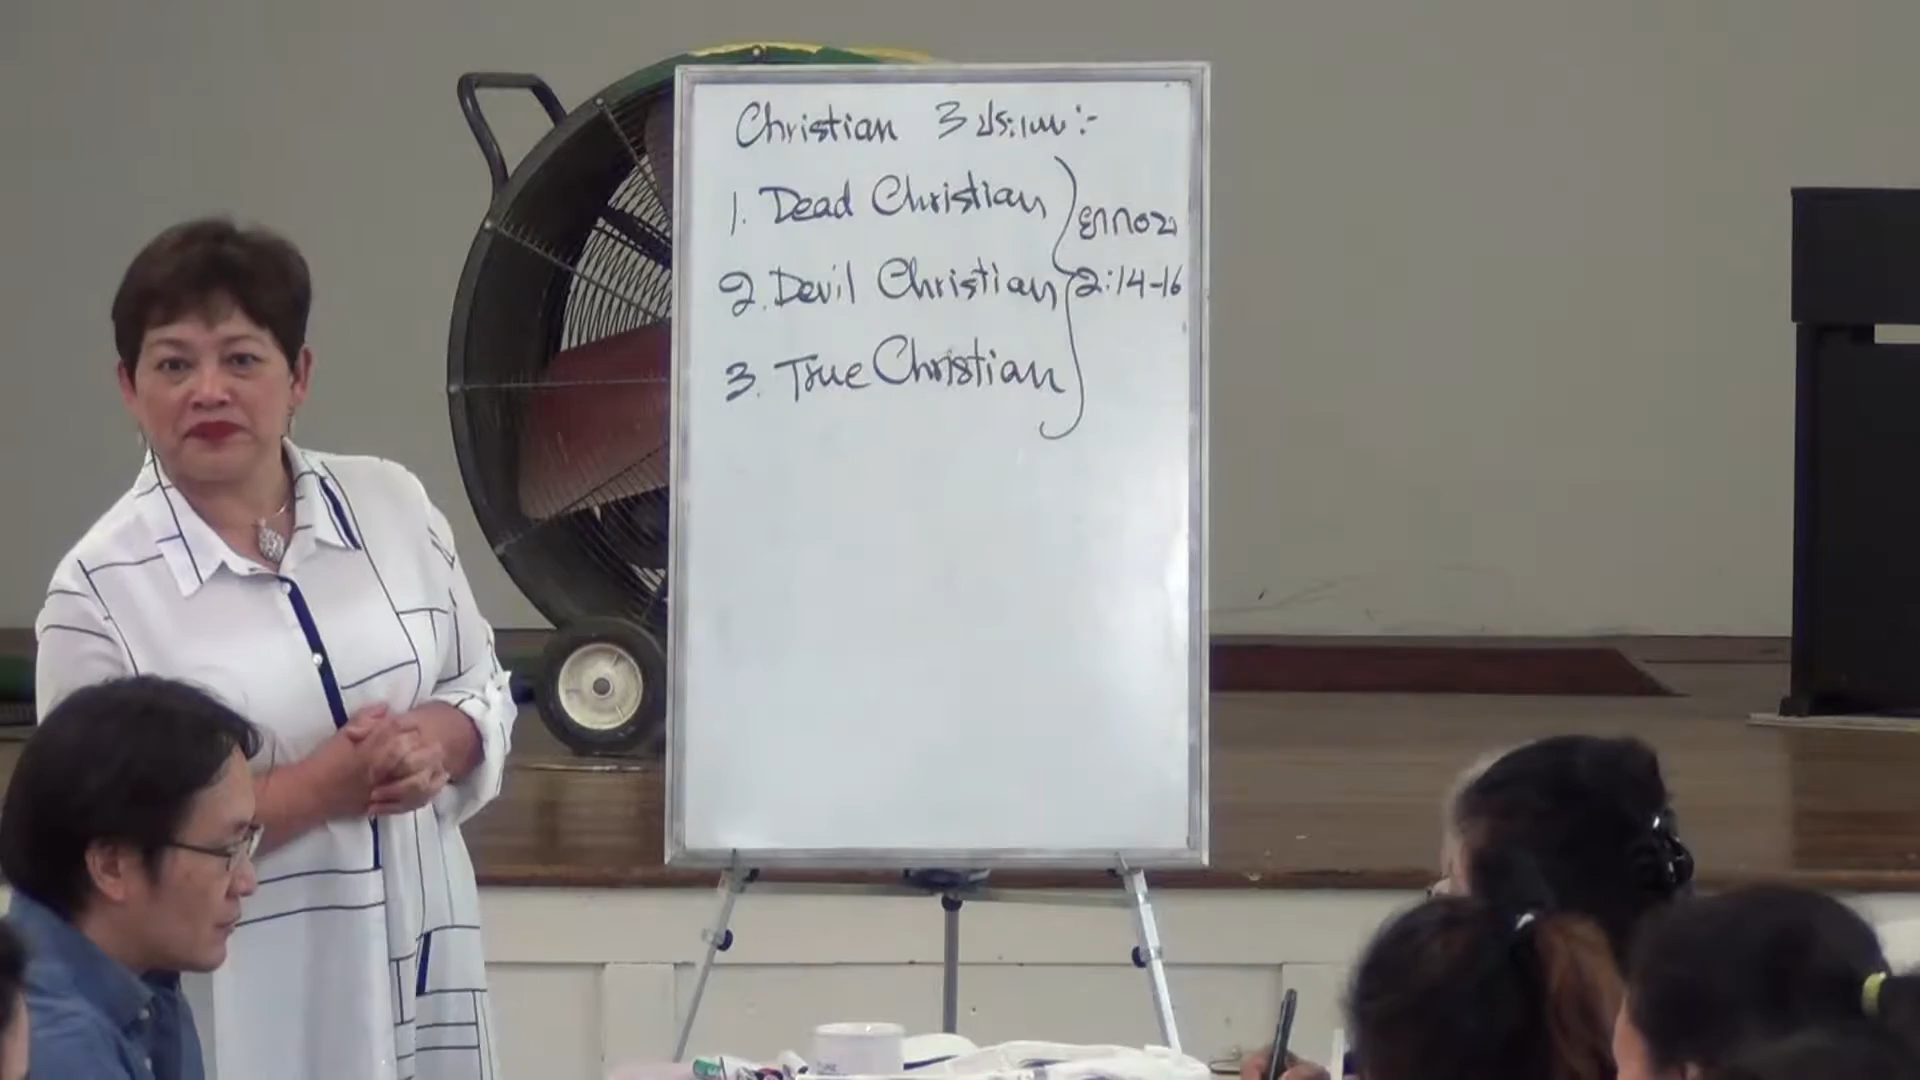 Christian 3 ประเภท :-
1. Dead Christian
2. Devil Christian
3. True Christian
ยากอบ
2:14-16